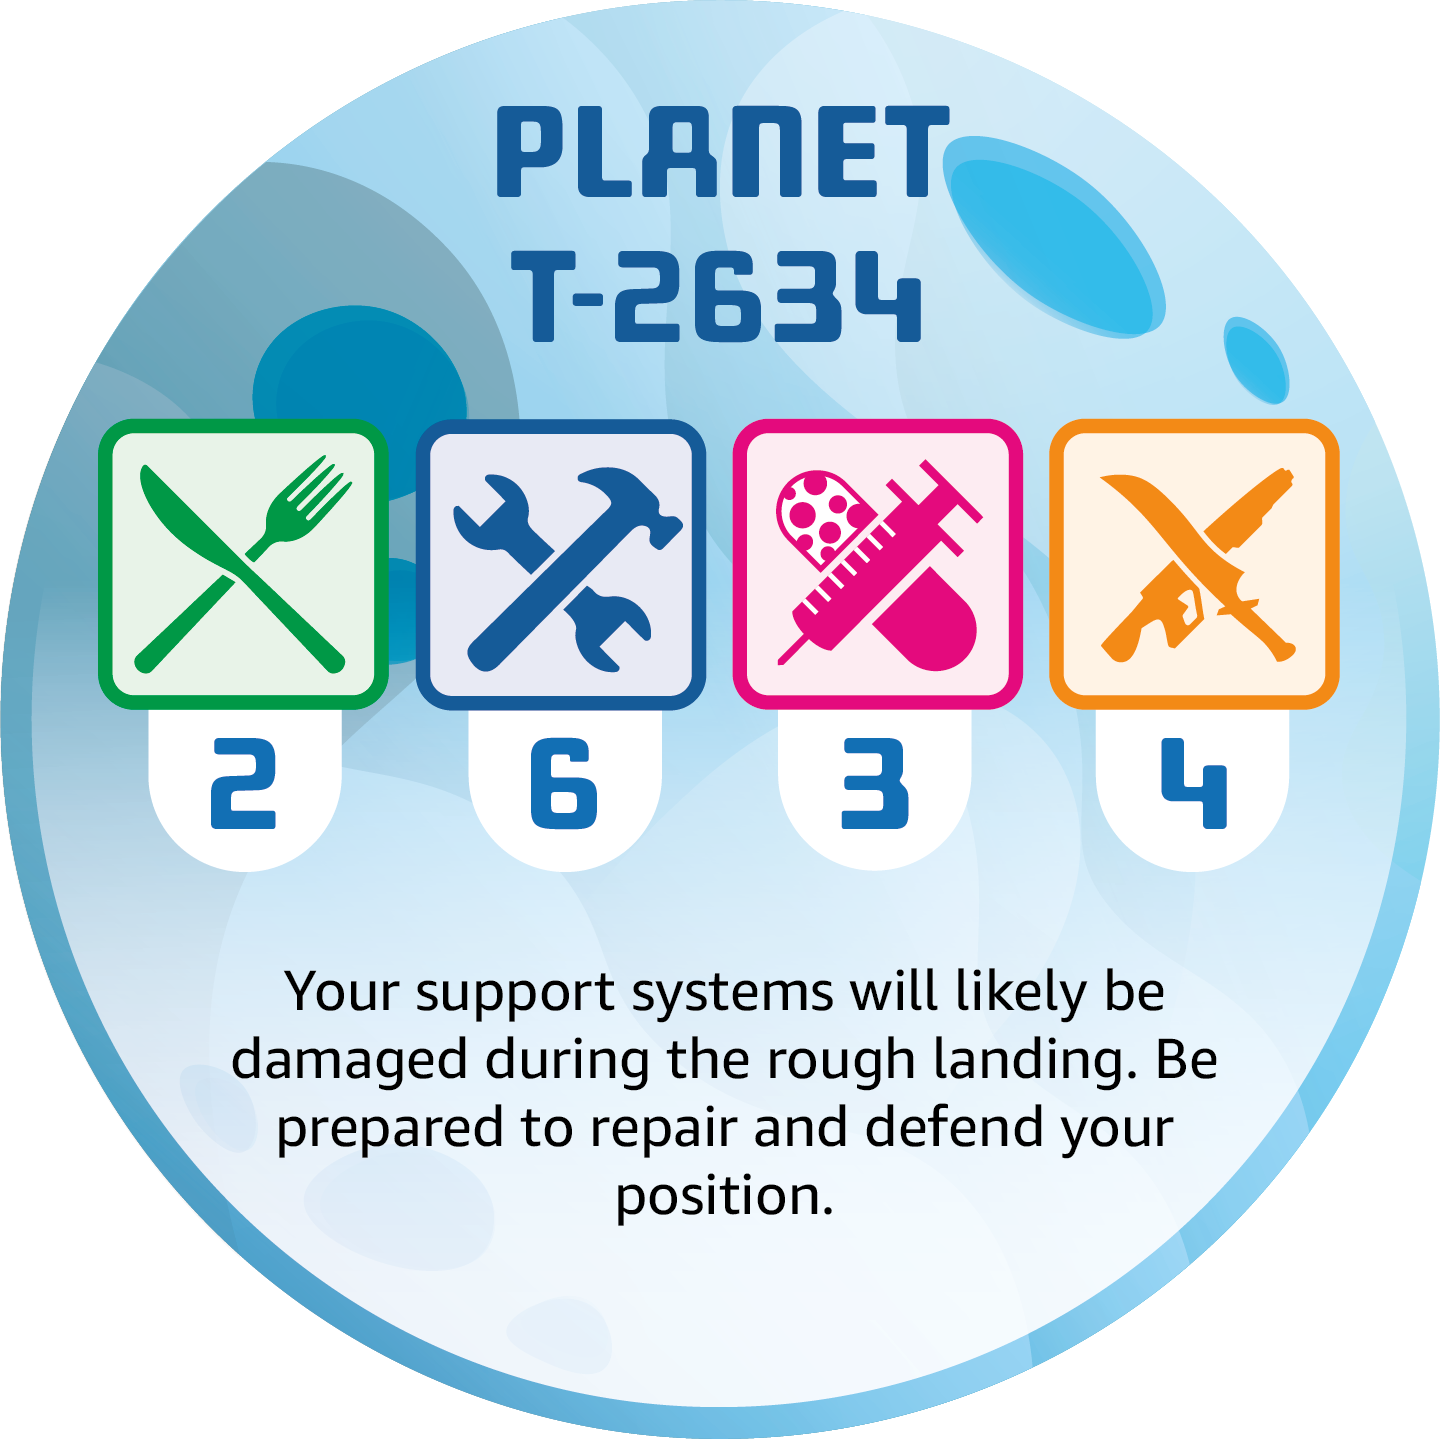 PLANET
T-2634
2 6 3 4
Your support systems will likely be
damaged during the rough landing. Be
prepared to repair and defend your
position.